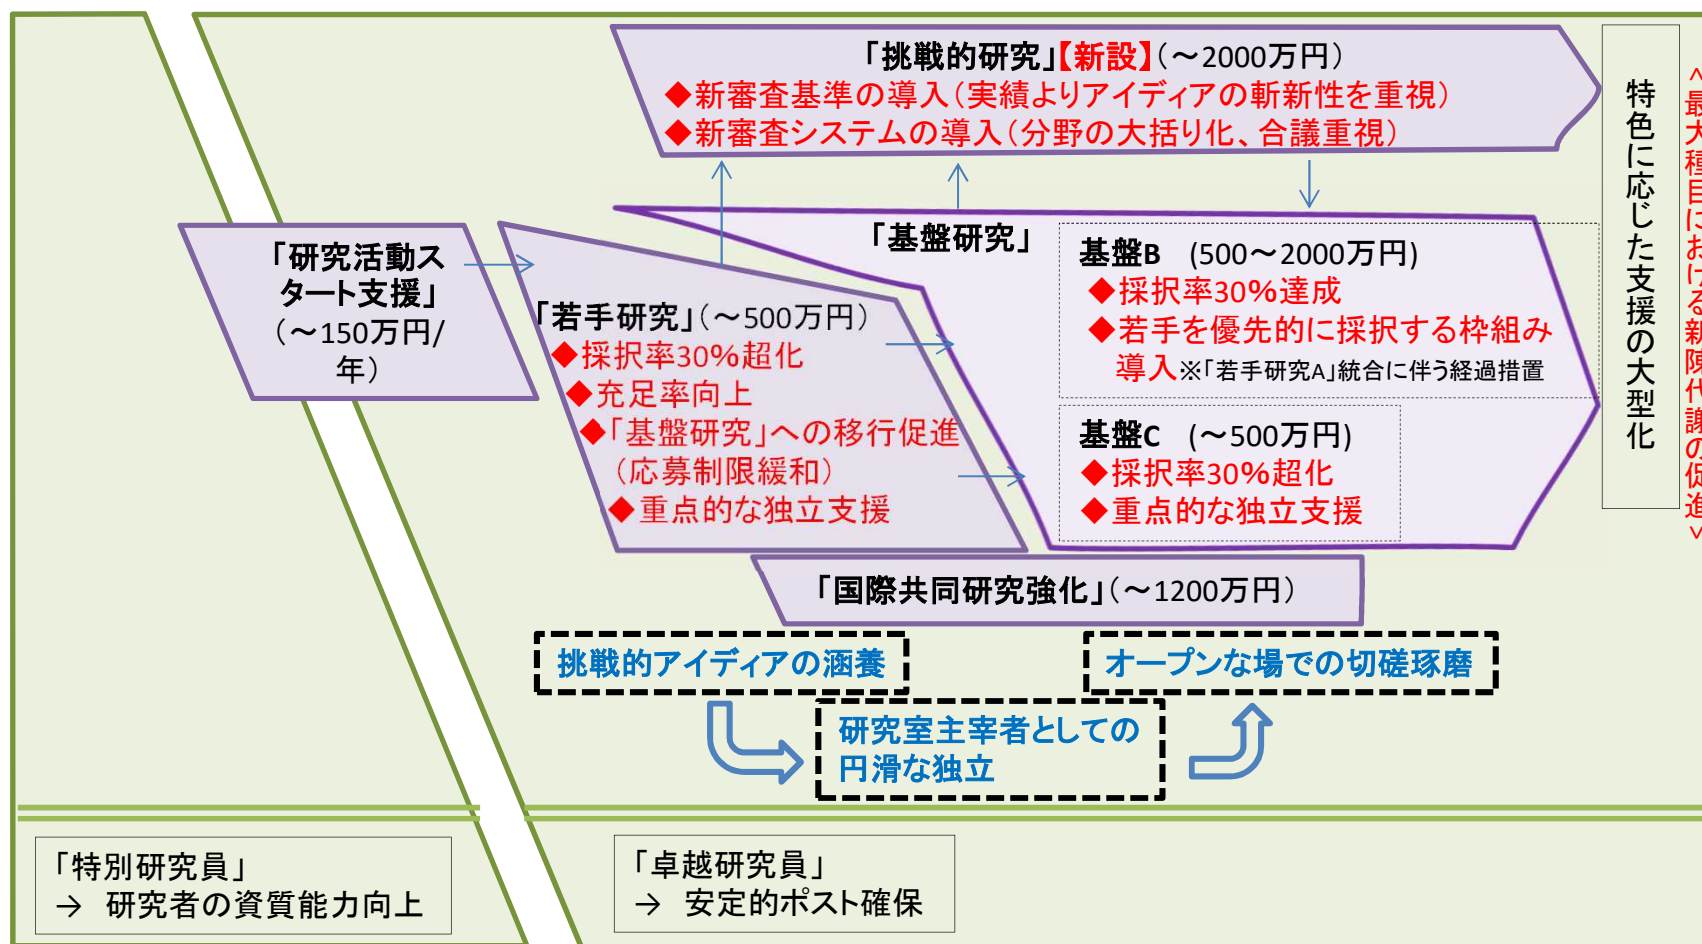 「挑戦的研究」【新設】（～2000万円）
◆新審査基準の導入（実績よりアイディアの斬新性を重視）
◆新審査システムの導入（分野の大括り化、合議重視）
「研究活動ス
タート支援」
（～150万円/
年）
「若手研究」（～500万円）
◆採択率30%超化
◆充足率向上
◆「基盤研究」への移行促進
（応募制限緩和）
◆重点的な独立支援
「基盤研究」
基盤B　(500～2000万円)
◆採択率30%達成
◆若手を優先的に採択する枠組み
導入※「若手研究A」統合に伴う経過措置
基盤C　(～500万円)
◆採択率30%超化
◆重点的な独立支援
特色に応じた支援の大型化
＜最大種目における新陳代謝の促進＞
「国際共同研究強化」（～1200万円）
挑戦的アイディアの涵養
オープンな場での切磋琢磨
研究室主宰者としての
円滑な独立
「特別研究員」
→　研究者の資質能力向上
「卓越研究員」
→　安定的ポスト確保